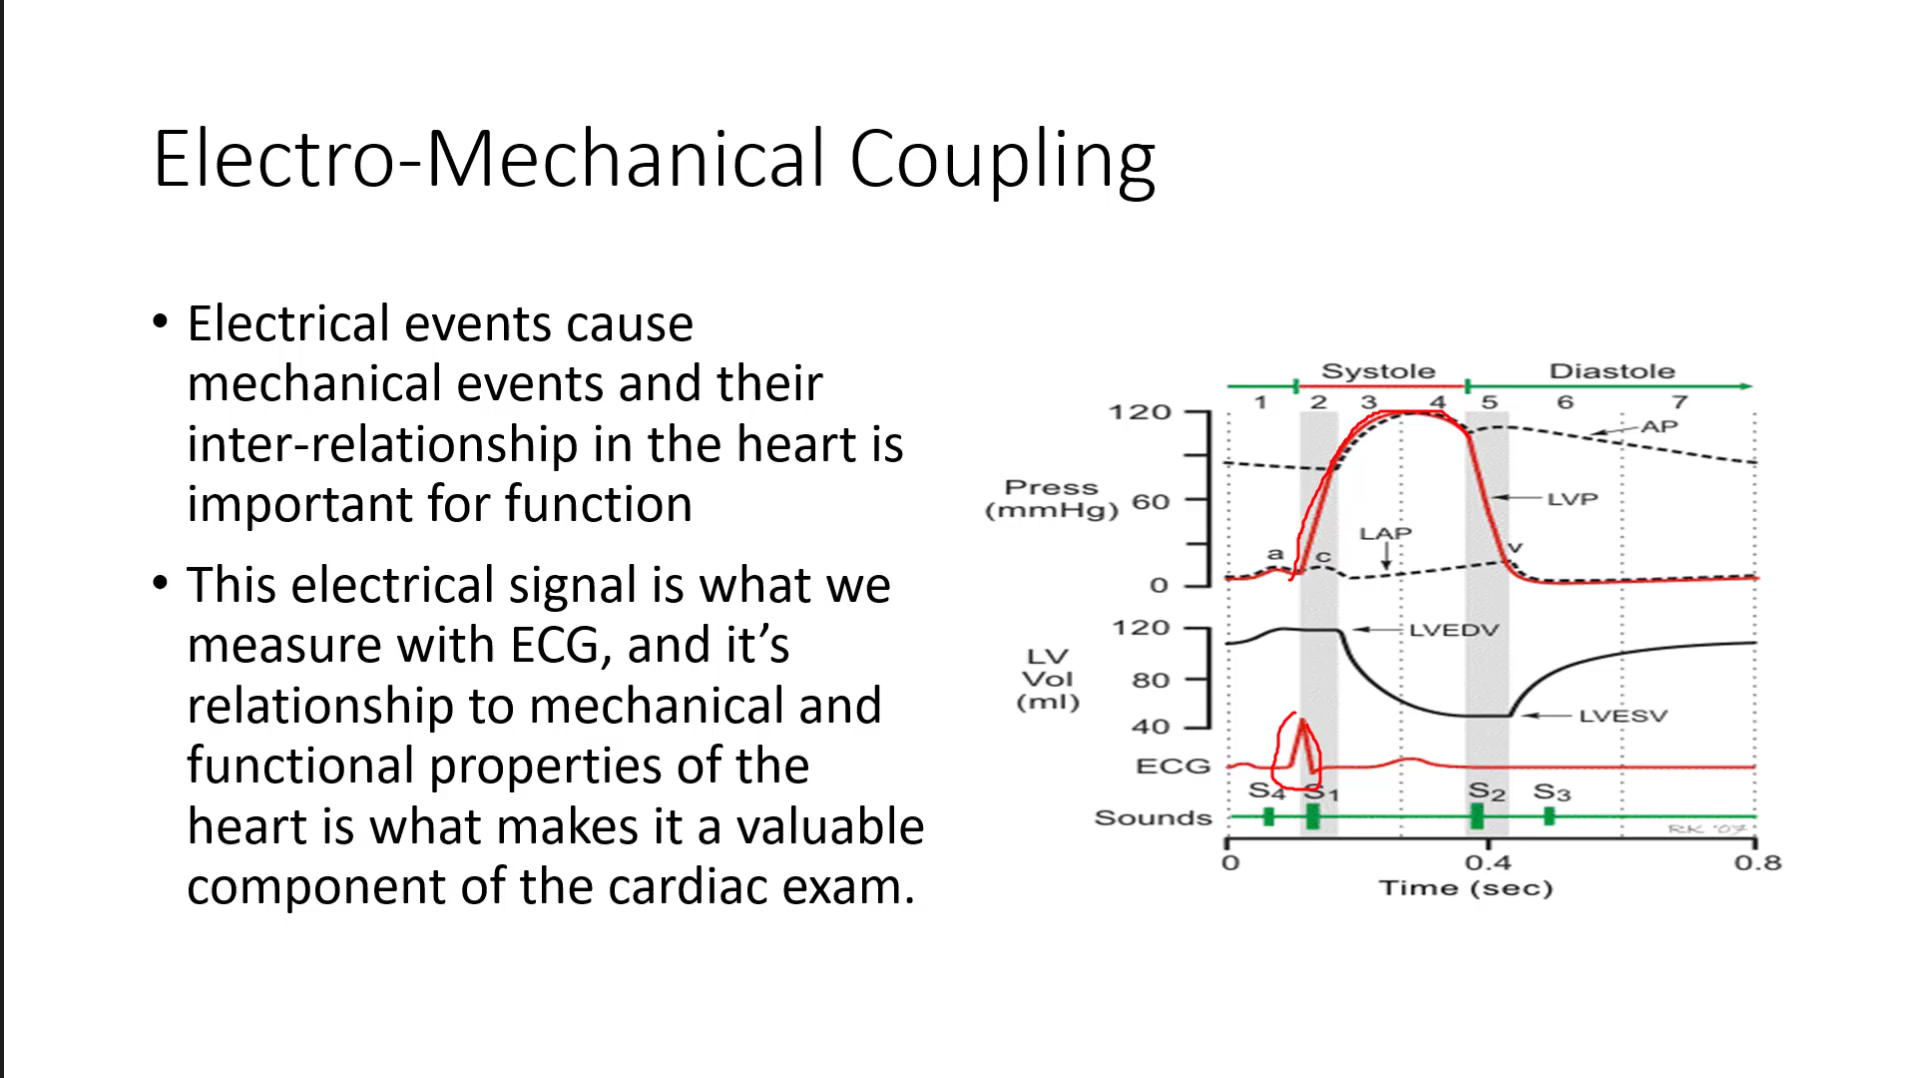 Electro-Mechanical Coupling
• Electrical events cause
mechanical events and their
inter-relationship in the heart is
important for function
• This electrical signal is what we
measure with ECG, and it’s
relationship to mechanical and
functional properties of the
heart is what makes it a valuable
component of the cardiac exam.
Systole Diastole
1 2 3 4 5 6 7
120
AP
Press
(mmHg)
60
LVP
LAP
a c v
0
120
LVEDV
LV
Vol
(ml)
80
LVESV
40
ECG
S4 S1 S2 S3
Sounds
RK '07
0 0.4 0.8
Time (sec)